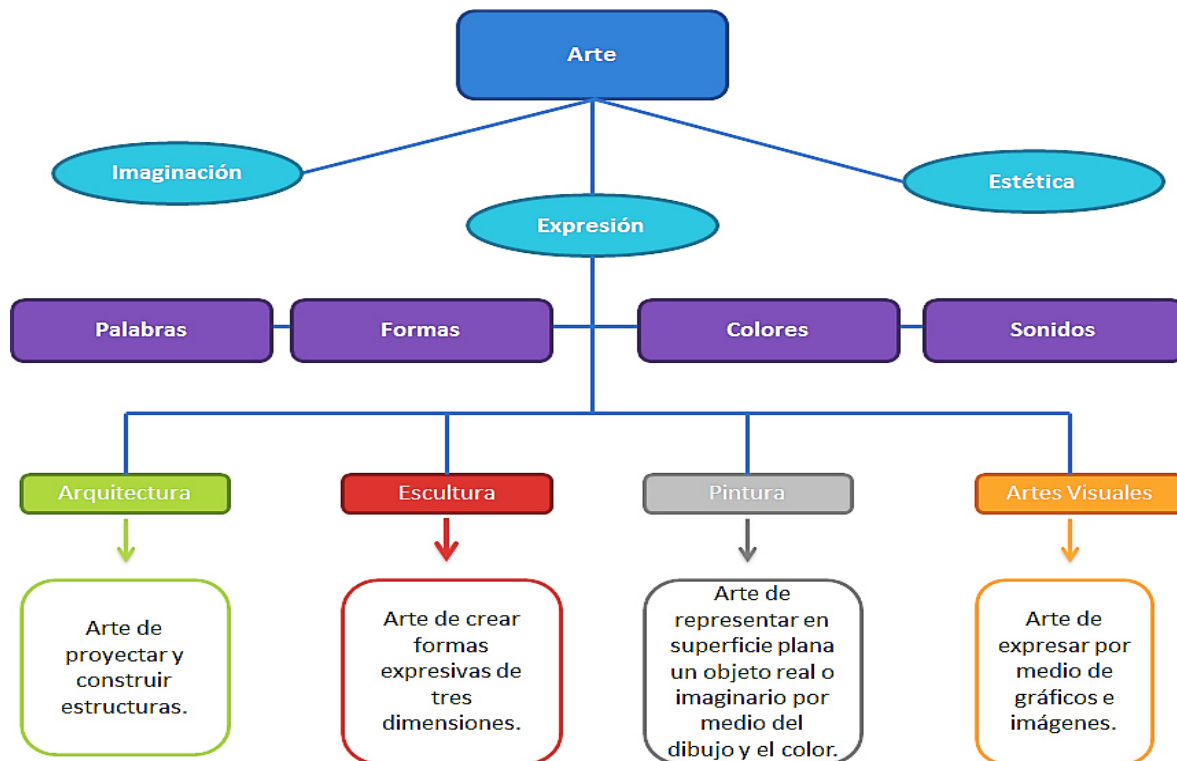 Arte
Imaginación
Estética
Expresión
Palabras
Formas
Colores
Sonidos
Arquitectura
Escultura
Pintura
Artes Visuales
Arte de
proyectar y
construir
estructuras.
Arte de crear
formas
expresivas de
tres
dimensiones.
Arte de
representar en
superficie plana
un objeto real o
imaginario por
medio del
dibujo y el color.
Arte de
expresar por
medio de
gráficos e
imágenes.